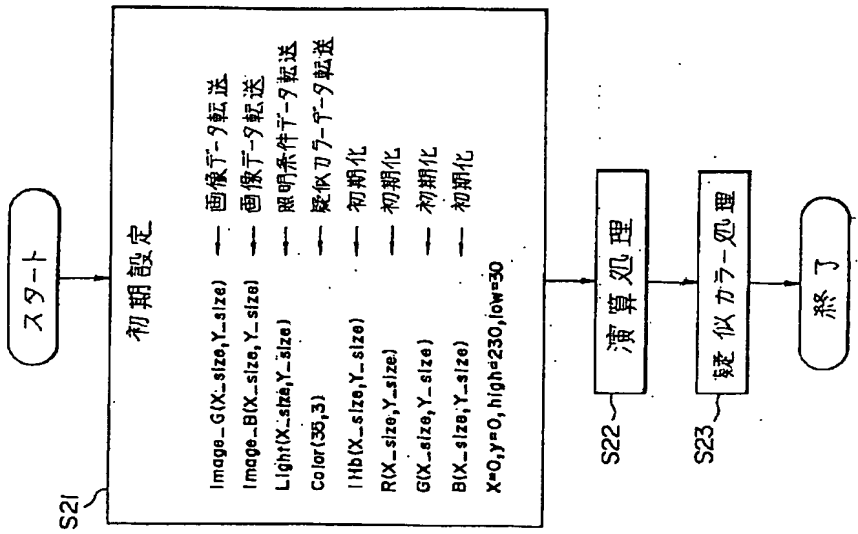 スタート
S21
初期設定
Image_G(X_size,Y_size) ← 画像データ転送
Image_B(X_size,Y_size) ← 画像データ転送
Light(X_size,Y_size) ← 照明条件データ転送
Color(35,3) ← 疑似カラーデータ転送
IHb(X_size,Y_size) ← 初期化
R(X_size,Y_size) ← 初期化
G(X_size,Y_size) ← 初期化
B(X_size,Y_size) ← 初期化
X=0,y=0,high=230,low=30
S22
演算処理
S23
疑似カラー処理
終了